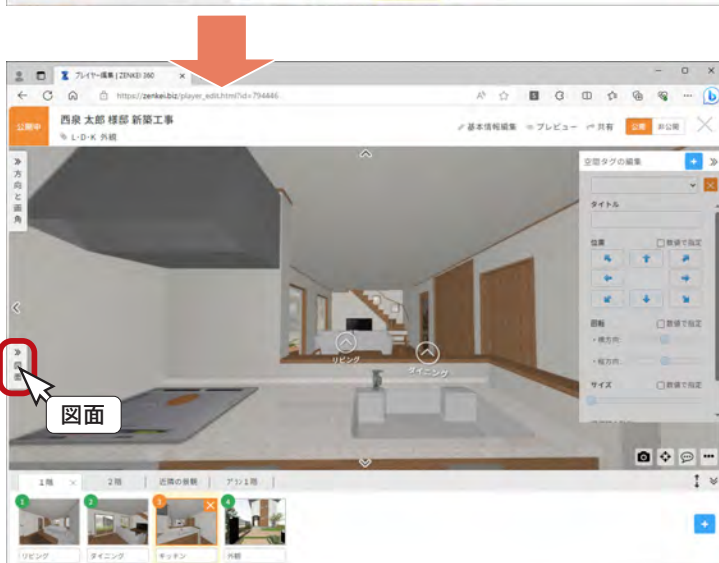 プレイヤー編集 | ZENKEI 360
https://zenkei.biz/player_edit.html?id=794446
公開中
西泉 太郎 様邸 新築工事
L・D・K 外観
基本情報編集
プレビュー
共有
公開
非公開
方向と画角
空間タグの編集
タイトル
位置
数値で指定
回転
数値で指定
・横方向
・縦方向
サイズ
数値で指定
リビング
ダイニング
図面
1階
2階
近隣の景観
1
2
3
4
リビング
ダイニング
キッチン
外観